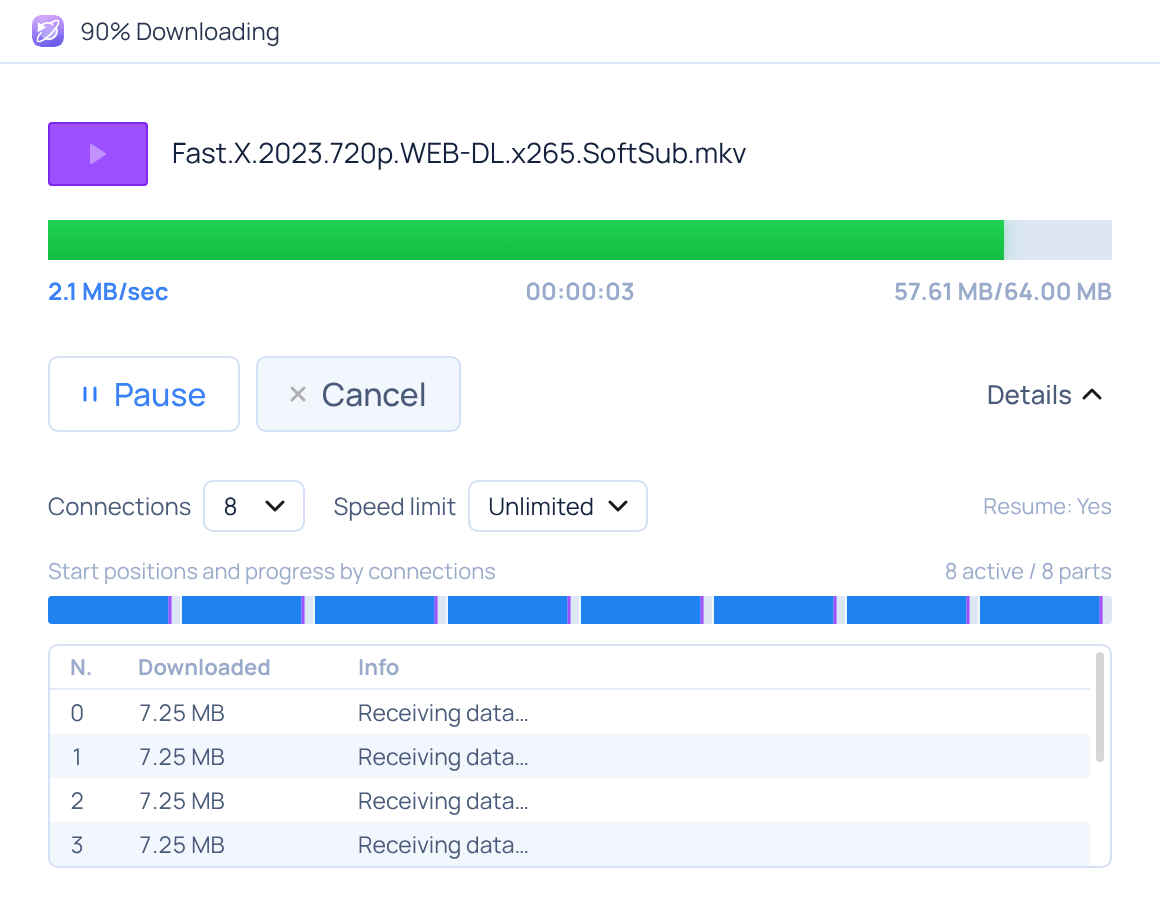 90% Downloading
Fast.X.2023.720p.WEB-DL.x265.SoftSub.mkv
2.1 MB/sec 00:00:03 57.61 MB/64.00 MB
Pause Cancel Details
Connections 8 Speed limit Unlimited Resume: Yes
Start positions and progress by connections 8 active / 8 parts
N. Downloaded Info
0 7.25 MB Receiving data...
1 7.25 MB Receiving data...
2 7.25 MB Receiving data...
3 7.25 MB Receiving data...